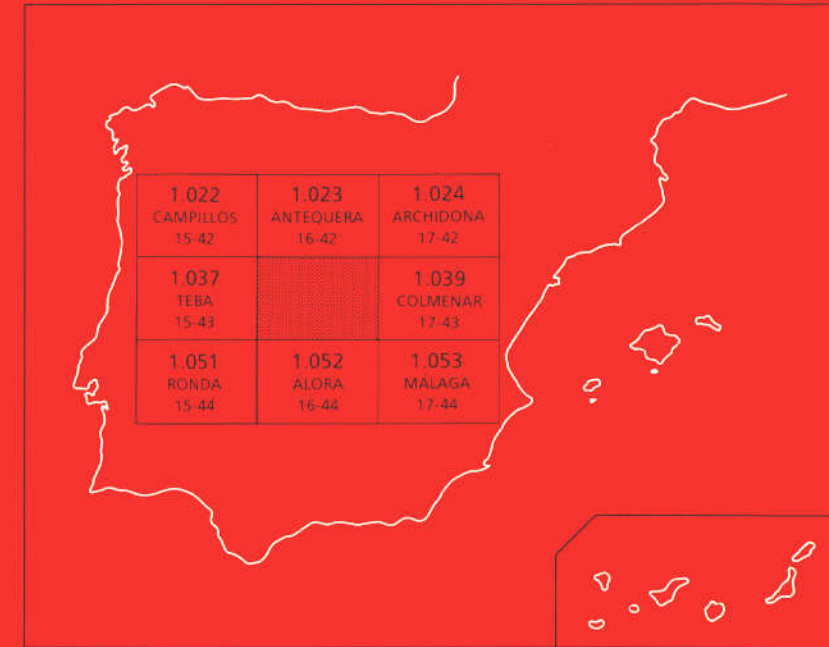 1.022
CAMPILLOS
15-42
1.023
ANTEQUERA
16-42
1.024
ARCHIDONA
17-42
1.037
TEBA
15-43
1.039
COLMENAR
17-43
1.051
RONDA
15-44
1.052
ALORA
16-44
1.053
MÁLAGA
17-44